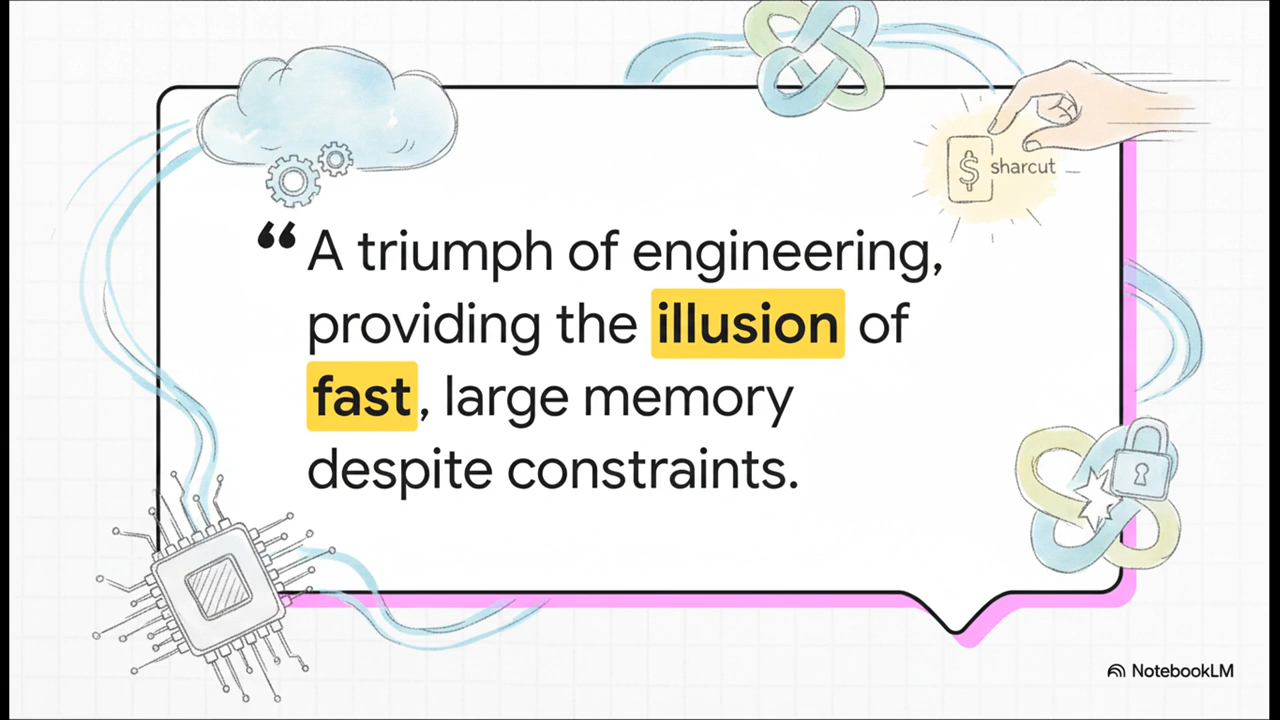 $ sharcut
“A triumph of engineering,
providing the illusion of
fast, large memory
despite constraints.
NotebookLM